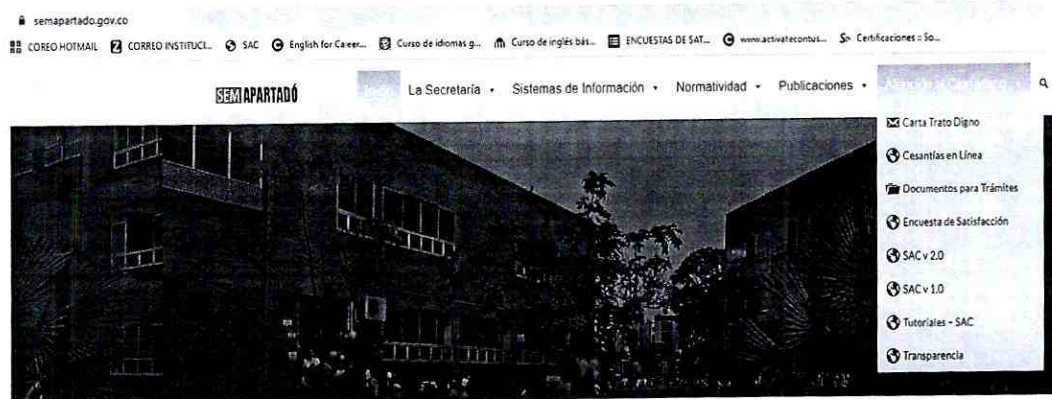 semapartado.gov.co
COREO HOTMAIL CORREO INSTITUCI... SAC English for Career... Curso de idiomas g... Curso de inglés bás... ENCUESTAS DE SAT... www.activatecontus... Certificaciones :: So...
SEM APARTADÓ La Secretaría Sistemas de Información Normatividad Publicaciones
Carta Trato Digno
Cesantías en Línea
Documentos para Trámites
Encuesta de Satisfacción
SAC v 2.0
SAC v 1.0
Tutoriales – SAC
Transparencia